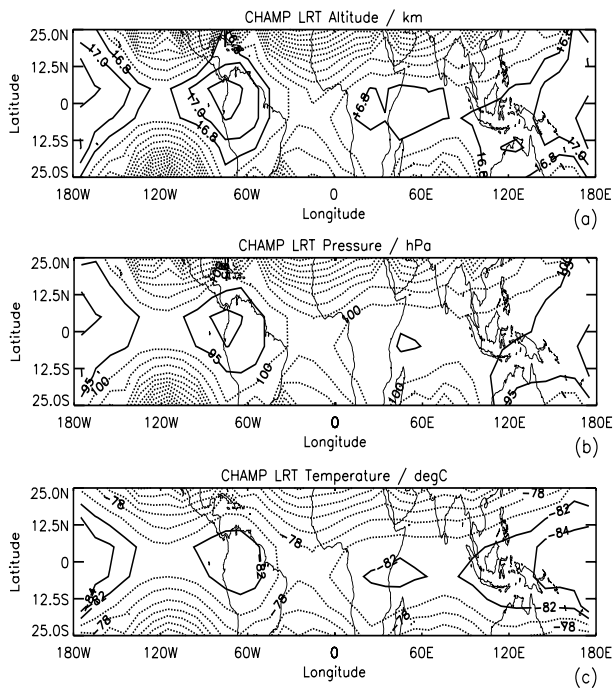 CHAMP LRT Altitude / km
25.0N
12.5N
0
12.5S
25.0S
Latitude
17.0
16.8
17.0
16.8
16.8
16.8
16.8
17.0
180W 120W 60W 0 60E 120E 180E
Longitude
(a)
CHAMP LRT Pressure / hPa
25.0N
12.5N
0
12.5S
25.0S
Latitude
95
100
95
100
100
100
95
95
180W 120W 60W 0 60E 120E 180E
Longitude
(b)
CHAMP LRT Temperature / degC
25.0N
12.5N
0
12.5S
25.0S
Latitude
-78
-78
-78
-82
-84
-82
-82
-84
-82
-78
-78
-82
-98
180W 120W 60W 0 60E 120E 180E
Longitude
(c)